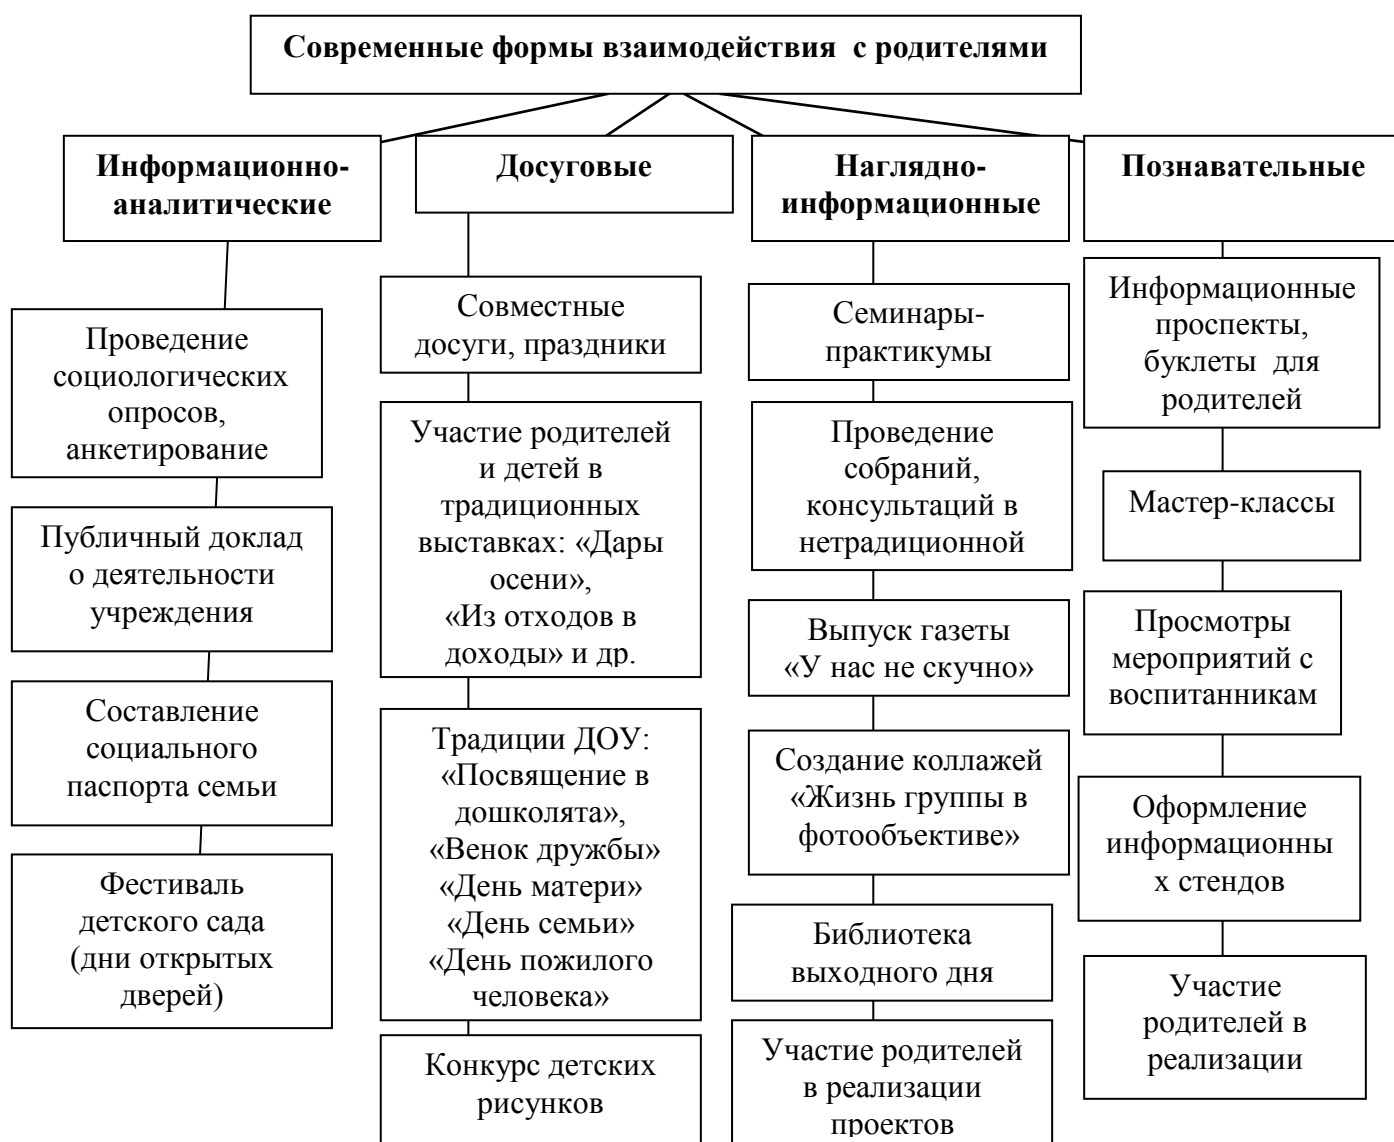 Современные формы взаимодействия с родителями
Информационно-
аналитические
Досуговые
Наглядно-
информационные
Познавательные
Проведение
социологических
опросов,
анкетирование
Публичный доклад
о деятельности
учреждения
Составление
социального
паспорта семьи
Фестиваль
детского сада
(дни открытых
дверей)
Совместные
досуги, праздники
Участие родителей
и детей в
традиционных
выставках: «Дары
осени»,
«Из отходов в
доходы» и др.
Традиции ДОУ:
«Посвящение в
дошколята»,
«Венок дружбы»
«День матери»
«День семьи»
«День пожилого
человека»
Конкурс детских
рисунков
Семинары-
практикумы
Проведение
собраний,
консультаций в
нетрадиционной
Выпуск газеты
«У нас не скучно»
Создание коллажей
«Жизнь группы в
фотообъективе»
Библиотека
выходного дня
Участие родителей
в реализации
проектов
Информационные
проспекты,
буклеты для
родителей
Мастер-классы
Просмотры
мероприятий с
воспитанникам
Оформление
информационны
х стендов
Участие
родителей в
реализации